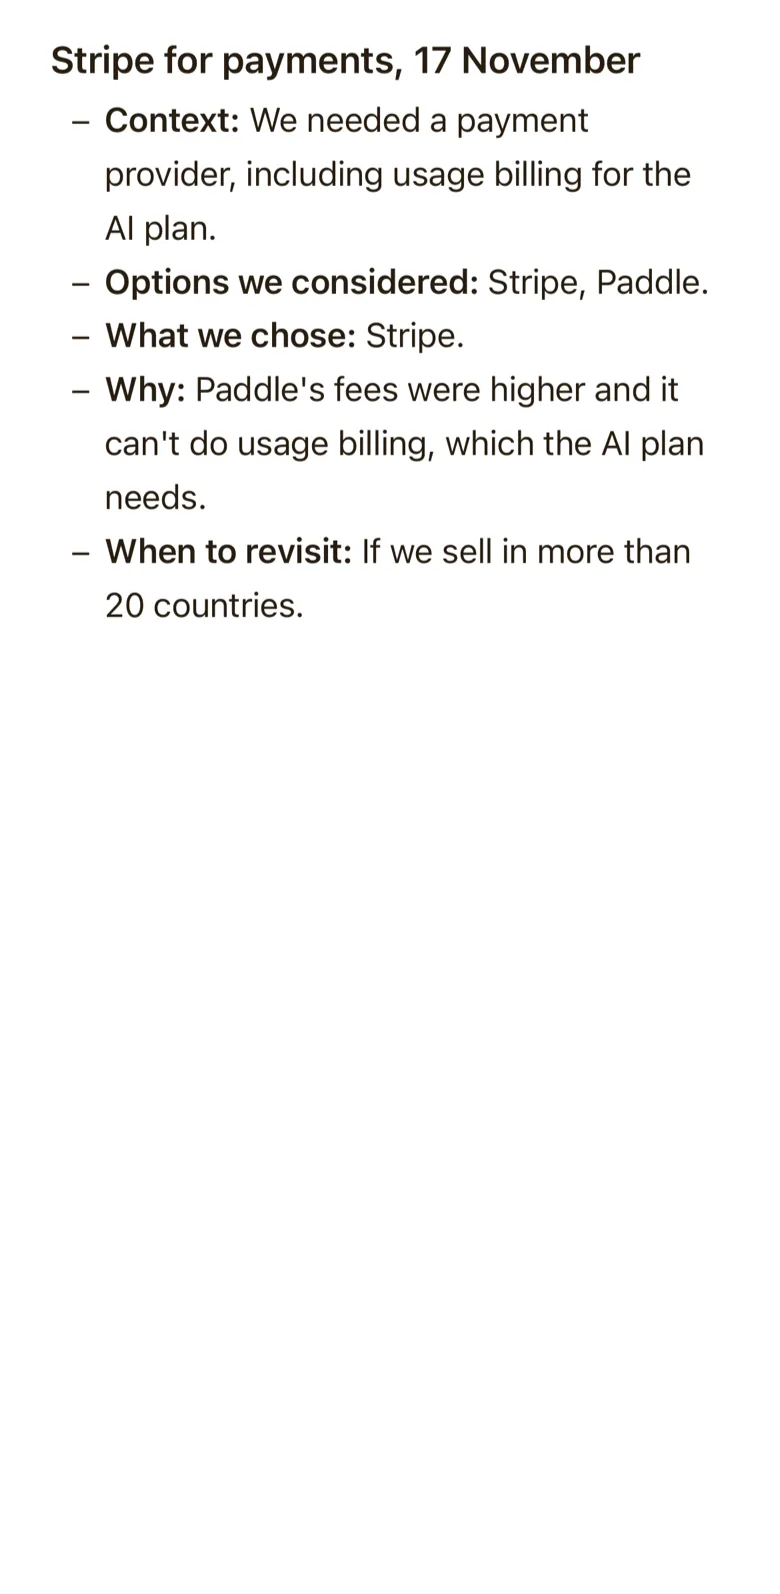 Stripe for payments, 17 November
– Context: We needed a payment
provider, including usage billing for the
AI plan.
– Options we considered: Stripe, Paddle.
– What we chose: Stripe.
– Why: Paddle's fees were higher and it
can't do usage billing, which the AI plan
needs.
– When to revisit: If we sell in more than
20 countries.